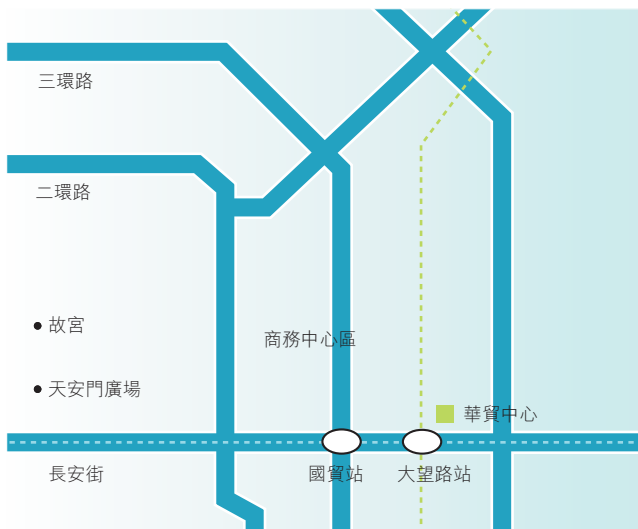 三環路
二環路
故宮
商務中心區
天安門廣場
華貿中心
長安街
國貿站
大望路站